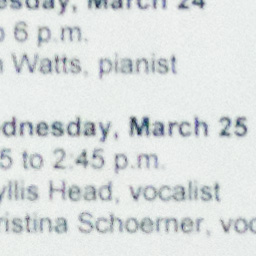 esday, March 24
o 6 p.m.
n Watts, pianist
dnesday, March 25
5 to 2:45 p.m.
yllis Head, vocalist
ristina Schoerner, voc